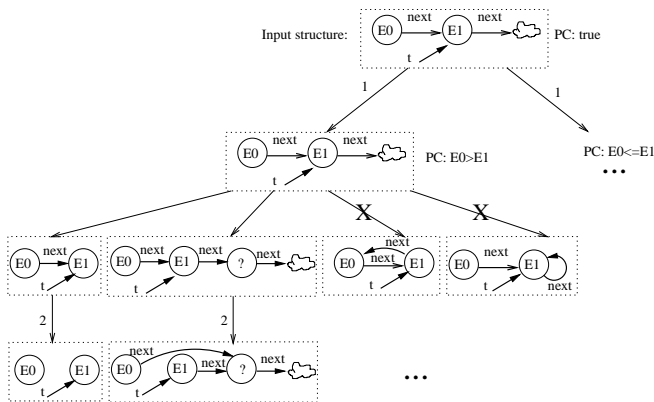 Input structure:
E0 next E1 next
t
PC: true
1
1
E0 next E1 next
t
PC: E0>E1
PC: E0<=E1
...
X
X
E0 next E1
t
E0 next E1 next ?
next
t
E0 next E1
next
t
E0 next E1
next
t
2
2
E0 E1
t
next
E0 E1 next ? next
t
...